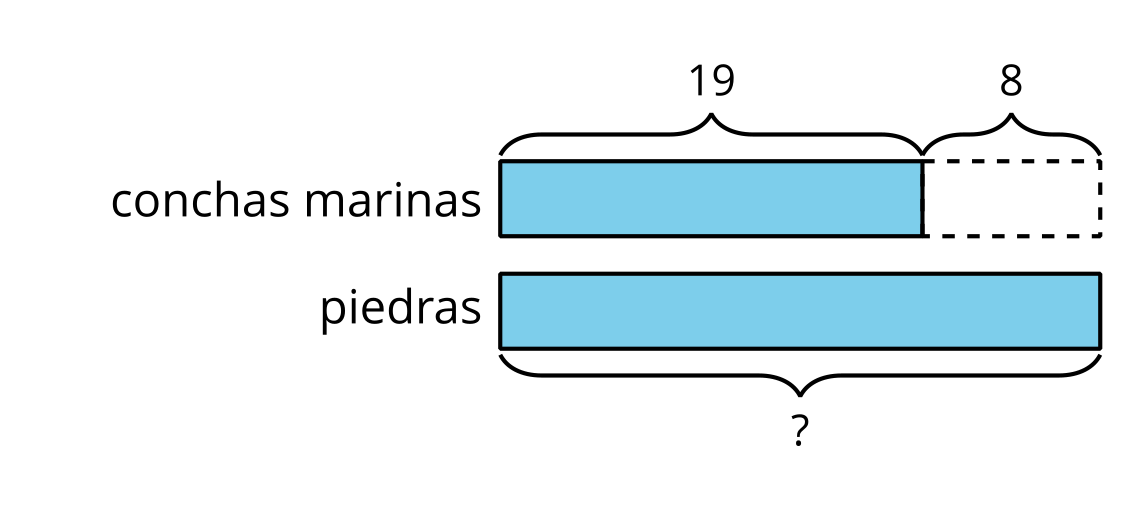 19 8
conchas marinas
piedras
?